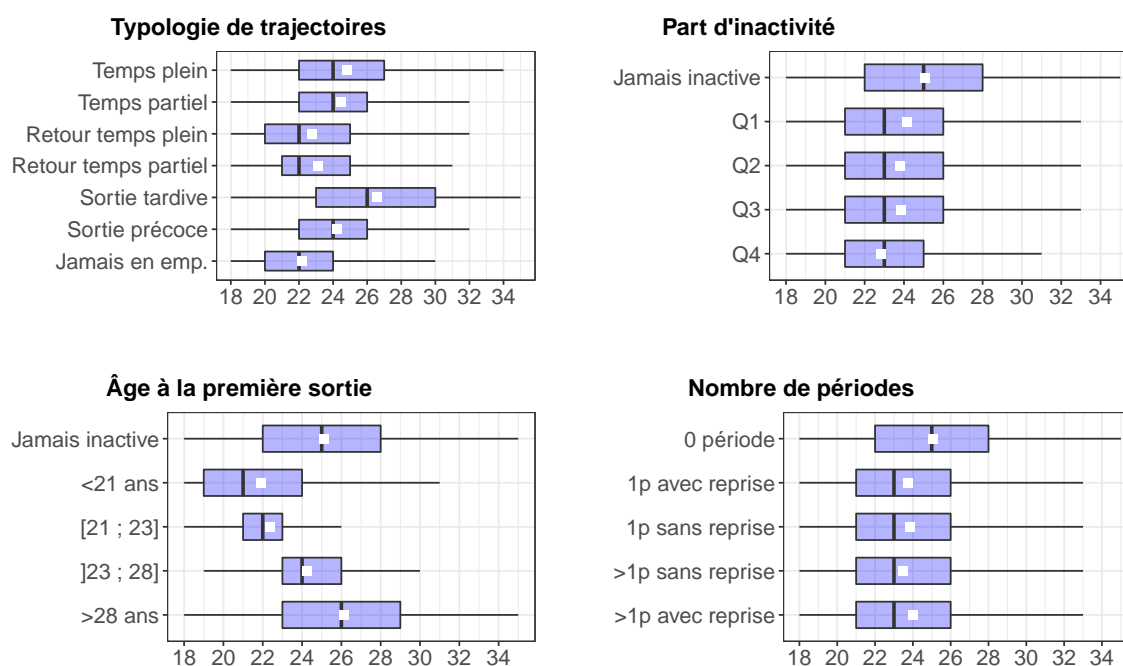 Typologie de trajectoires
Temps plein
Temps partiel
Retour temps plein
Retour temps partiel
Sortie tardive
Sortie précoce
Jamais en emp.
18 20 22 24 26 28 30 32 34
Part d'inactivité
Jamais inactive
Q1
Q2
Q3
Q4
18 20 22 24 26 28 30 32 34
Âge à la première sortie
Jamais inactive
<21 ans
[21 ; 23]
]23 ; 28]
>28 ans
18 20 22 24 26 28 30 32 34
Nombre de périodes
0 période
1p avec reprise
1p sans reprise
>1p sans reprise
>1p avec reprise
18 20 22 24 26 28 30 32 34